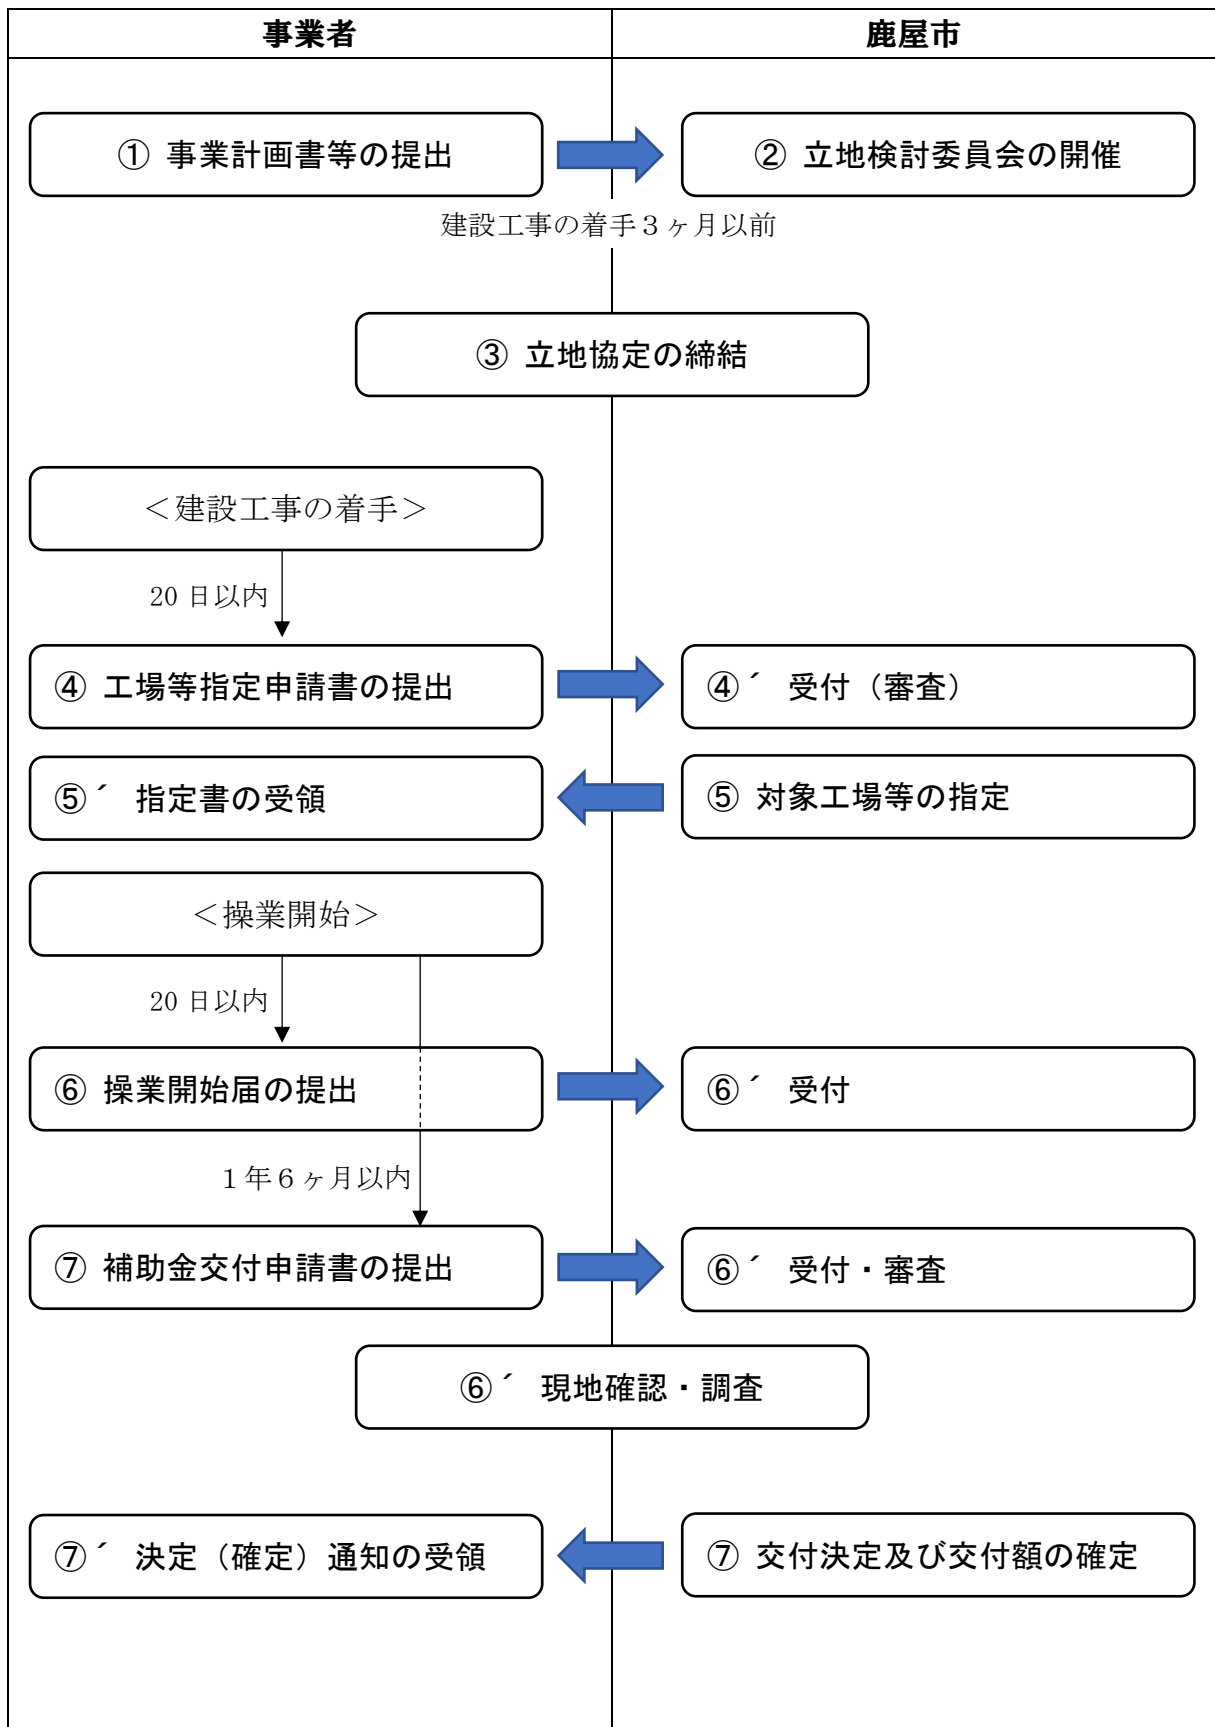 事業者
鹿屋市
① 事業計画書等の提出
② 立地検討委員会の開催
建設工事の着手３ヶ月以前
③ 立地協定の締結
＜建設工事の着手＞
20 日以内
④ 工場等指定申請書の提出
④´ 受付（審査）
⑤´ 指定書の受領
⑤ 対象工場等の指定
＜操業開始＞
20 日以内
⑥ 操業開始届の提出
⑥´ 受付
１年６ヶ月以内
⑦ 補助金交付申請書の提出
⑥´ 受付・審査
⑥´ 現地確認・調査
⑦´ 決定（確定）通知の受領
⑦ 交付決定及び交付額の確定